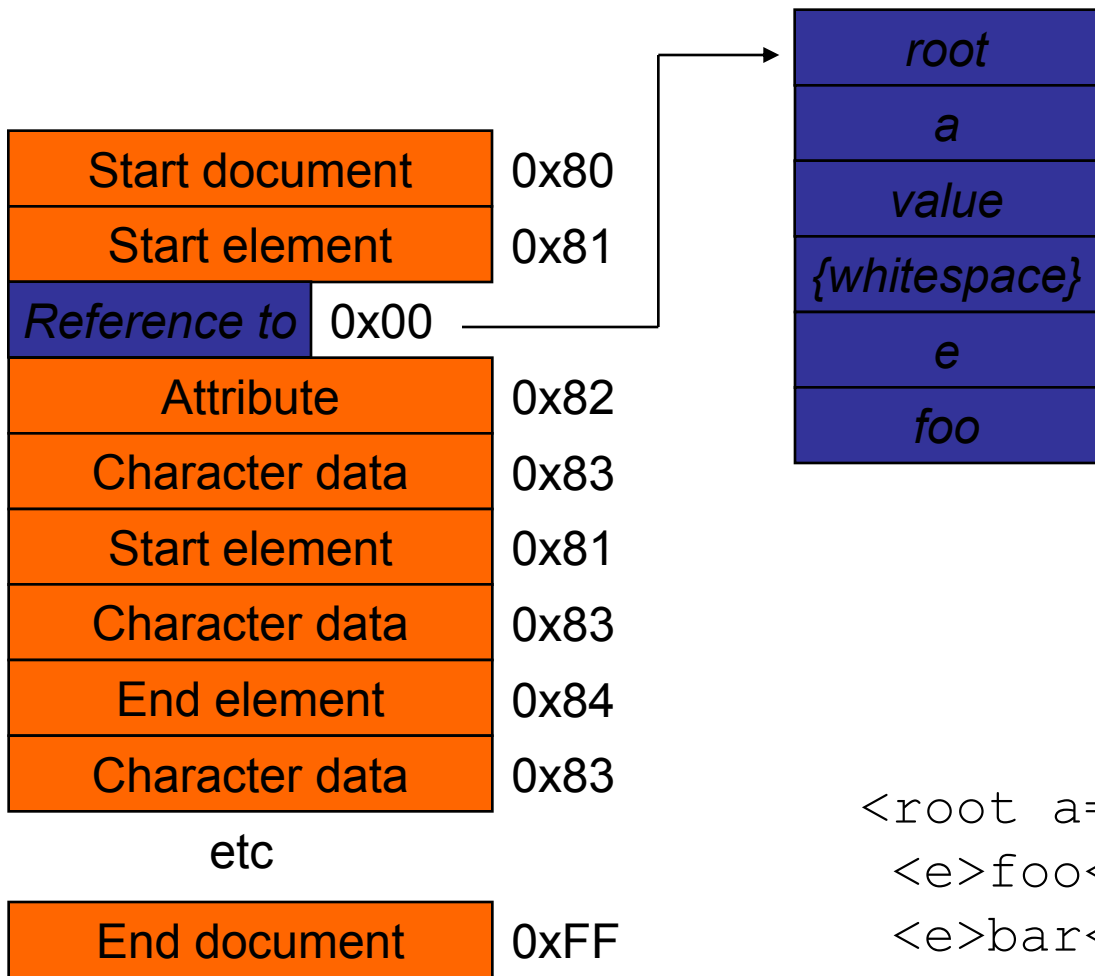 root
a
value
{whitespace}
e
foo
Start document 0x80
Start element 0x81
Reference to 0x00
Attribute 0x82
Character data 0x83
Start element 0x81
Character data 0x83
End element 0x84
Character data 0x83
etc
End document 0xFF
<root a=
<e>foo<
<e>bar<